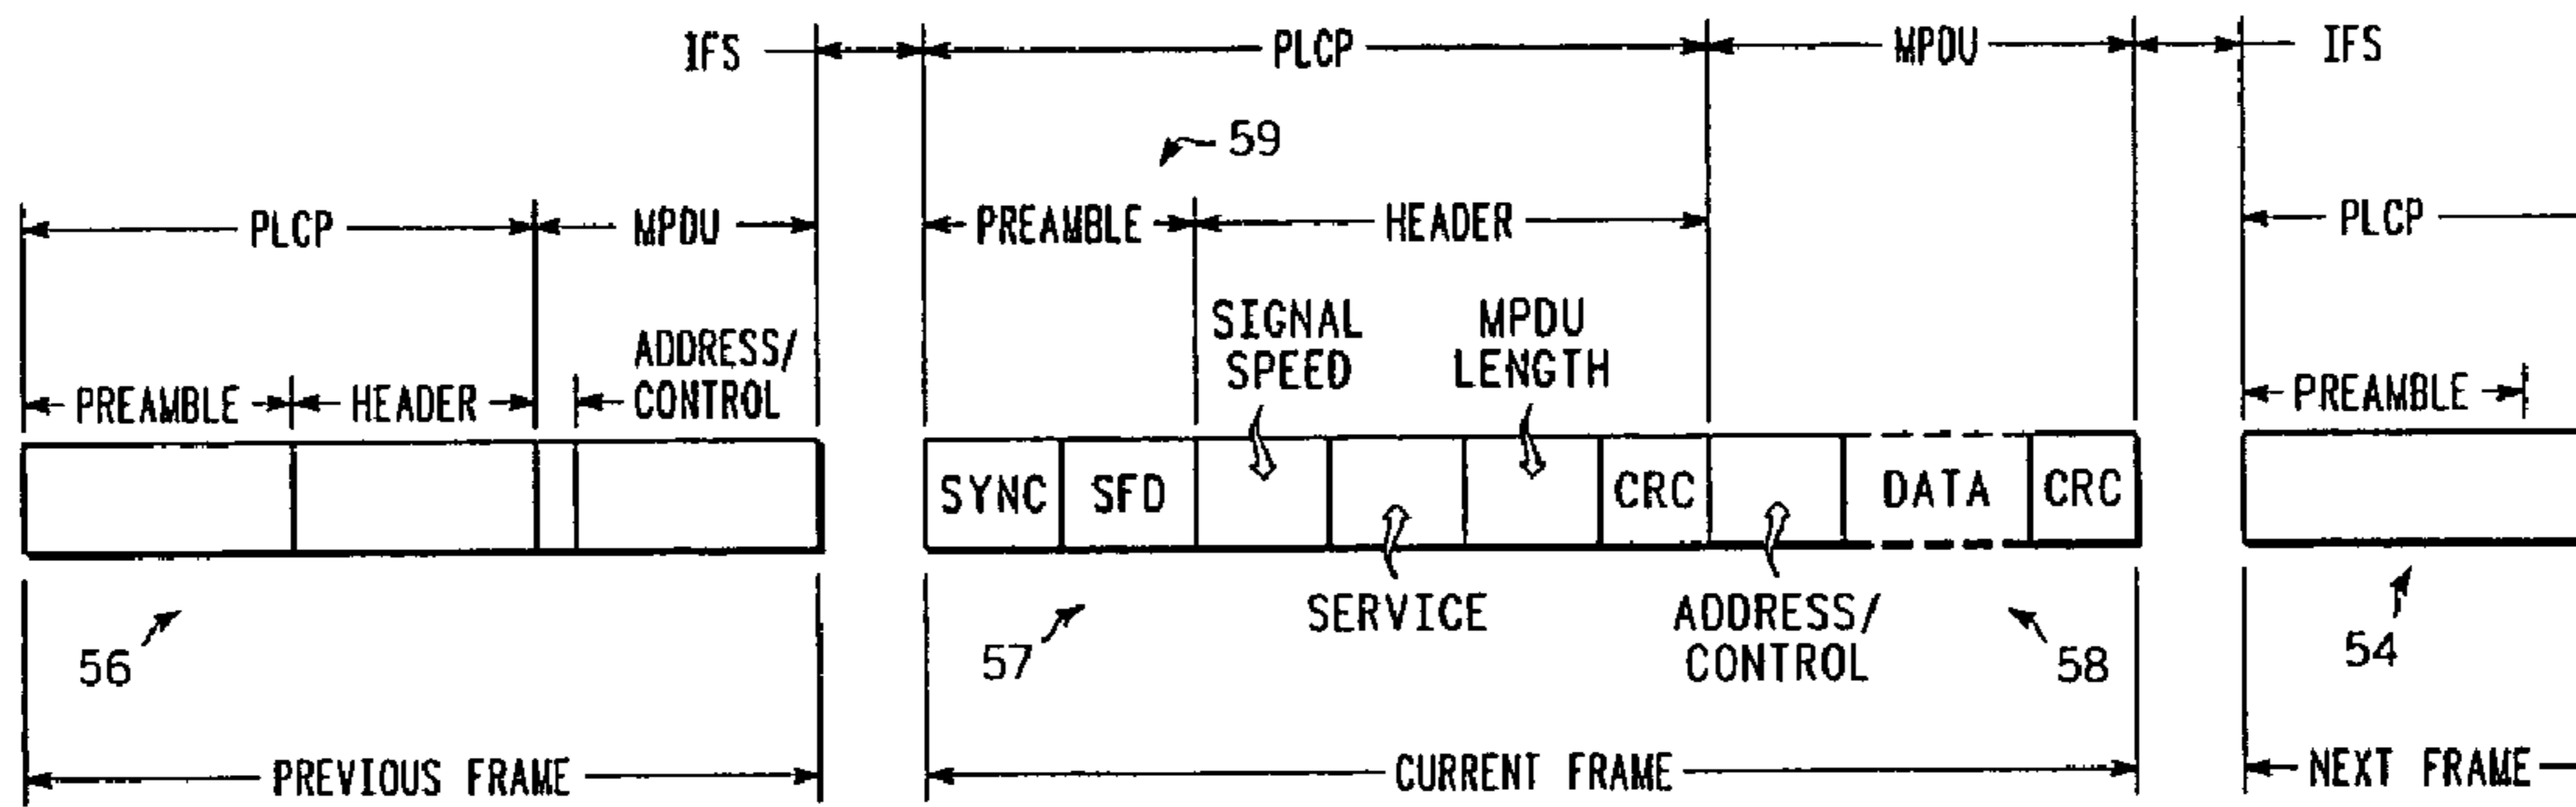 IFS PLCP MPDU IFS
59
PLCP MPDU PREAMBLE HEADER PLCP
SIGNAL SPEED
MPDU LENGTH
ADDRESS/
CONTROL
PREAMBLE HEADER PREAMBLE
SYNC SFD CRC DATA CRC
SERVICE
ADDRESS/
CONTROL
56 57 58 54
PREVIOUS FRAME CURRENT FRAME NEXT FRAME